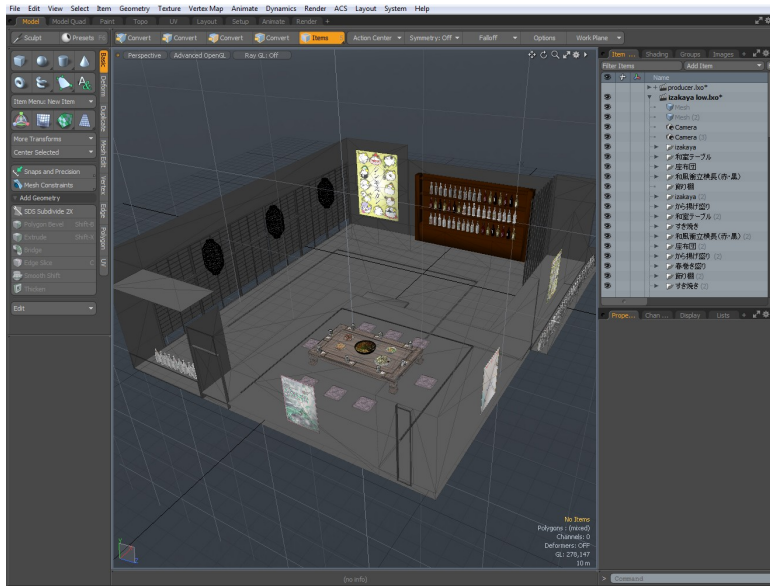 File Edit View Select Item Geometry Texture Vertex Map Animate Dynamics Render ACS Layout System Help
Model Model Quad Paint Topo UV Layout Setup Animate Render +
Sculpt Presets F6 Convert Convert Convert Convert Items Action Center Symmetry: Off Falloff Options Work Plane
Perspective Advanced OpenGL Ray GL: Off
Basic
Deform
Duplicate
Mesh Edit
Vertex
Edge
Polygon
UV
Item Menu: New Item
More Transforms
Center Selected
Snaps and Precision
Mesh Constraints
Add Geometry
SDS Subdivide 2X
Polygon Bevel Shift-B
Extrude Shift-X
Bridge
Edge Slice C
Smooth Shift
Thicken
Edit
No Items
Polygons : (mixed)
Channels: 0
Deformers: OFF
GL: 278,147
10 m
(no info)
Item ... Shading Groups Images
Filter Items Add Item
Name
producer.lxo*
izakaya low.lxo*
Mesh
Mesh (2)
Camera
Camera (3)
izakaya
和室テーブル
座布団
和風衝立横長(赤・黒)
飾り棚
izakaya (2)
から揚げ盛り
和室テーブル (2)
すき焼き
和風衝立横長(赤・黒) (2)
座布団 (2)
から揚げ盛り (2)
春巻き盛り
飾り棚 (2)
すき焼き (2)
Prope... Chan ... Display Lists
Command